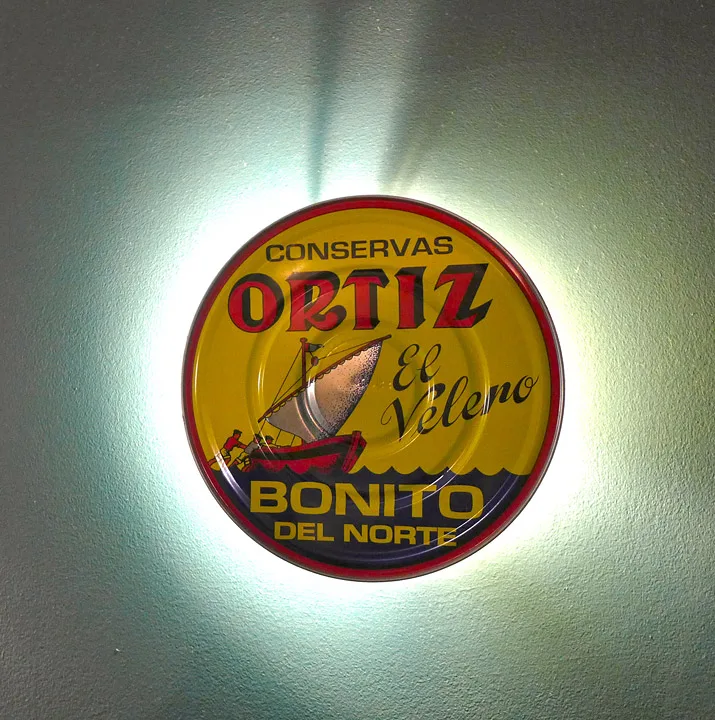 CONSERVAS
ORTIZ
El
Velero
BONITO
DEL NORTE